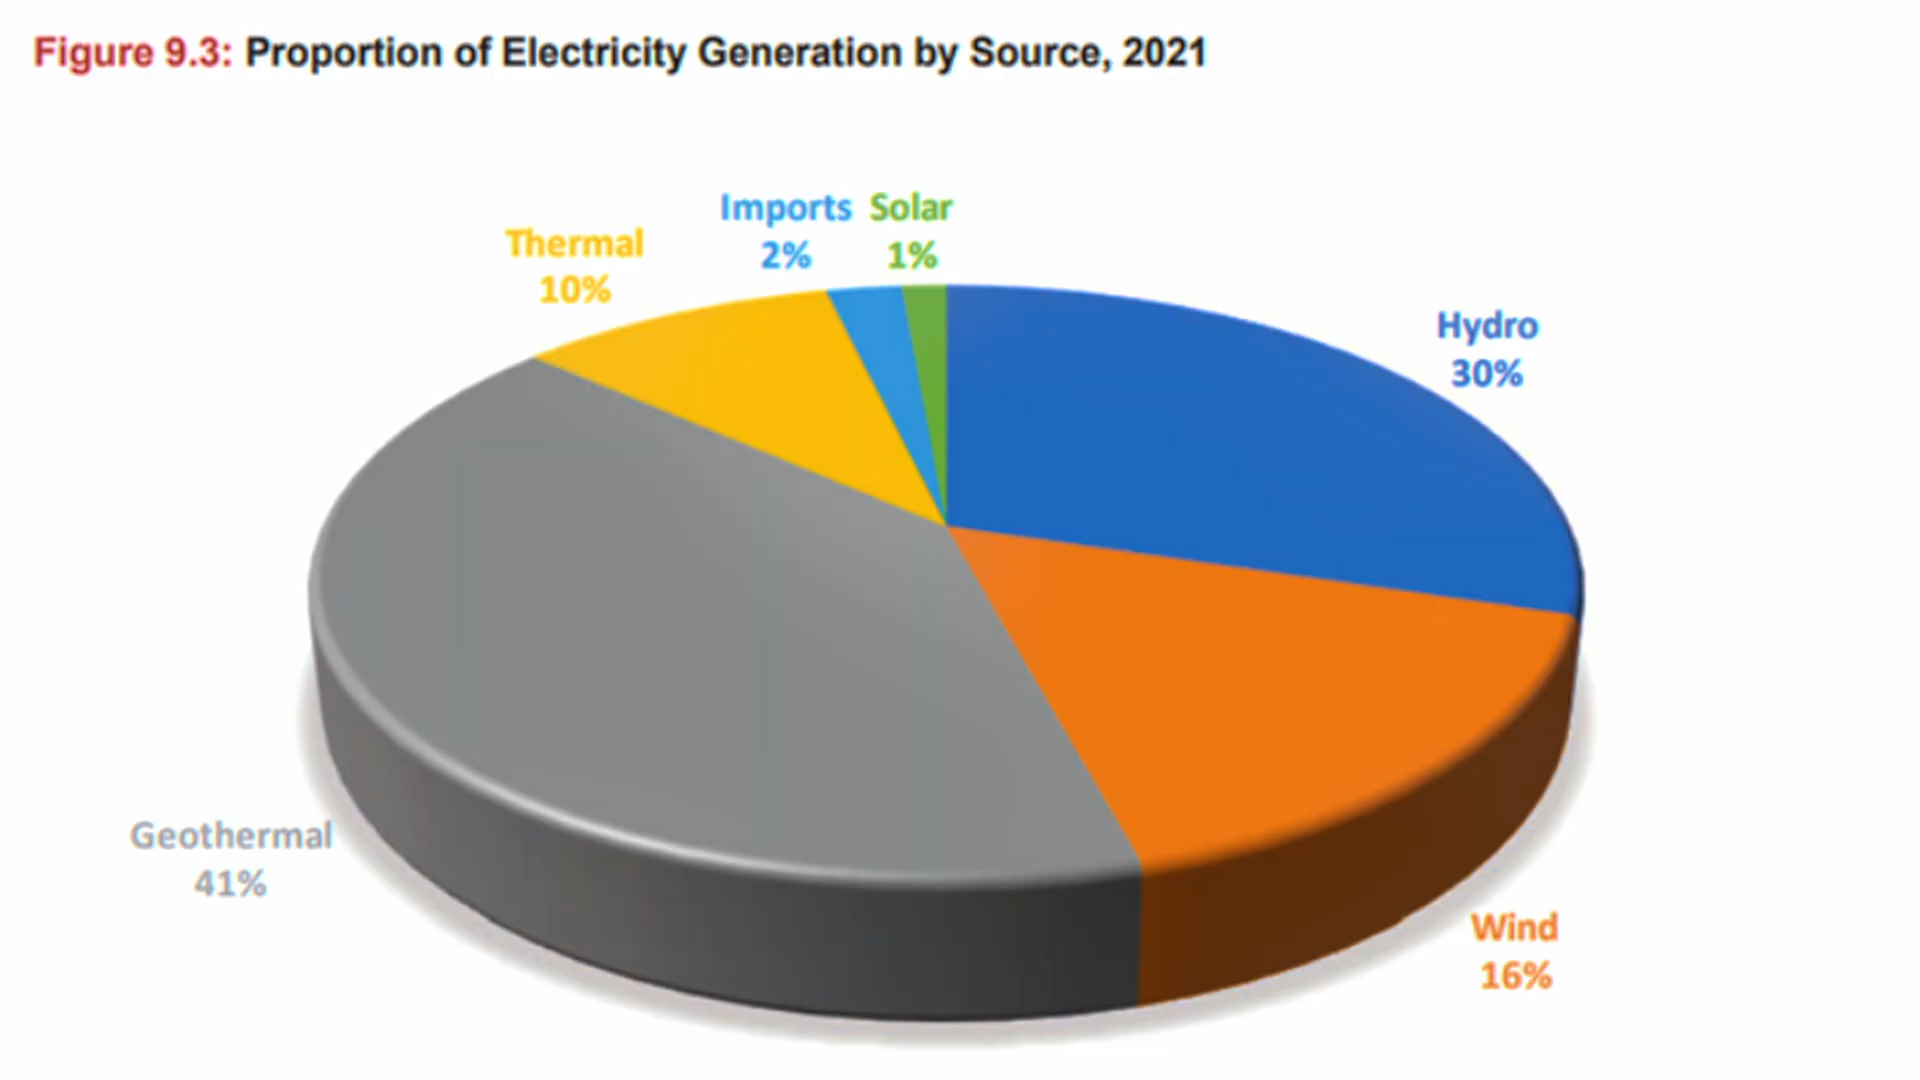 Figure 9.3: Proportion of Electricity Generation by Source, 2021
Imports
2%
Solar
1%
Thermal
10%
Hydro
30%
Geothermal
41%
Wind
16%